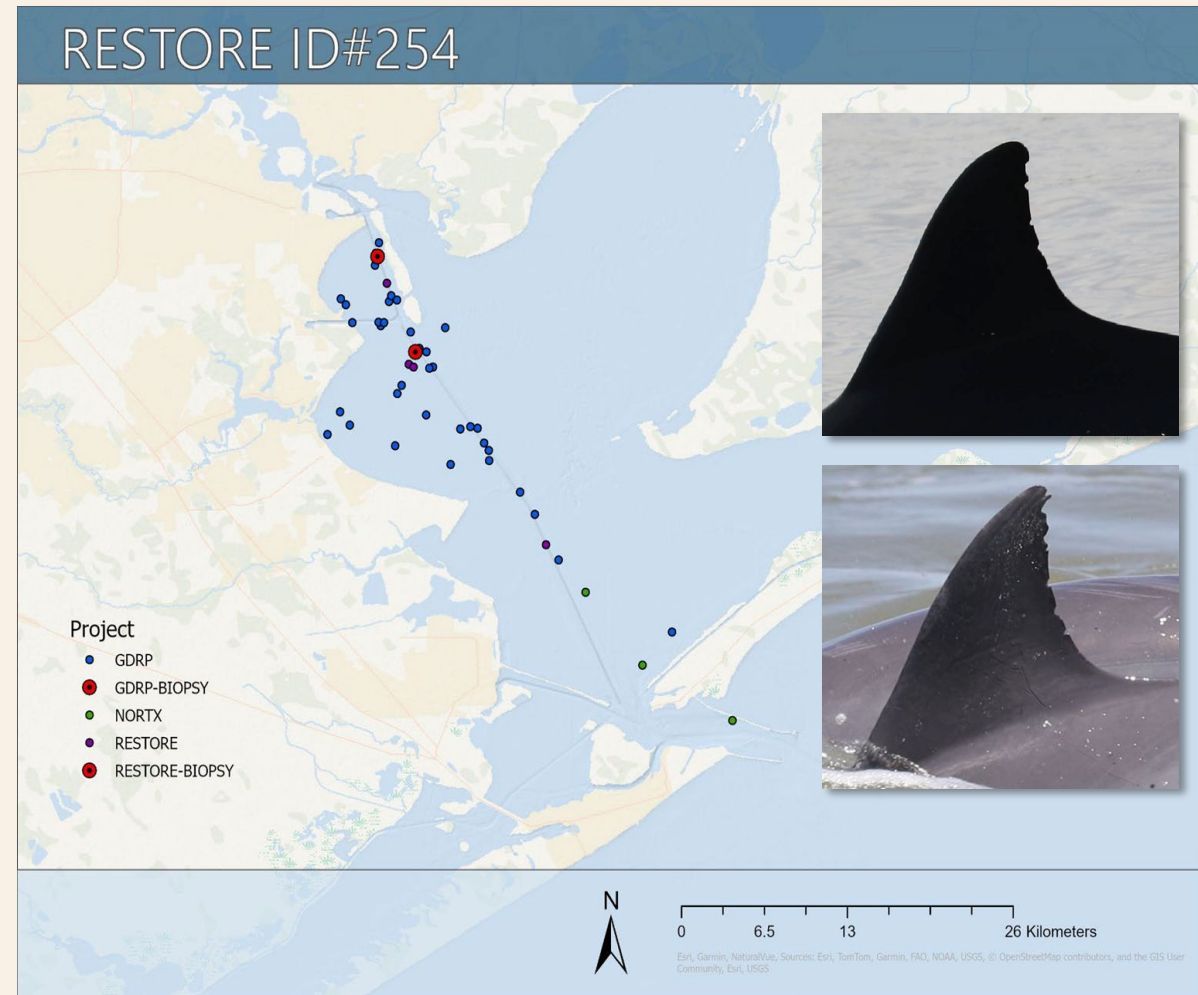 RESTORE ID#254
Project
GDRP
GDRP-BIOPSY
NORTX
RESTORE
RESTORE-BIOPSY
N
0 6.5 13 26 Kilometers
Esri, Garmin, NaturalVue, Sources: Esri, TomTom, Garmin, FAO, NOAA, USGS, © OpenStreetMap contributors, and the GIS User
Community, Esri, USGS